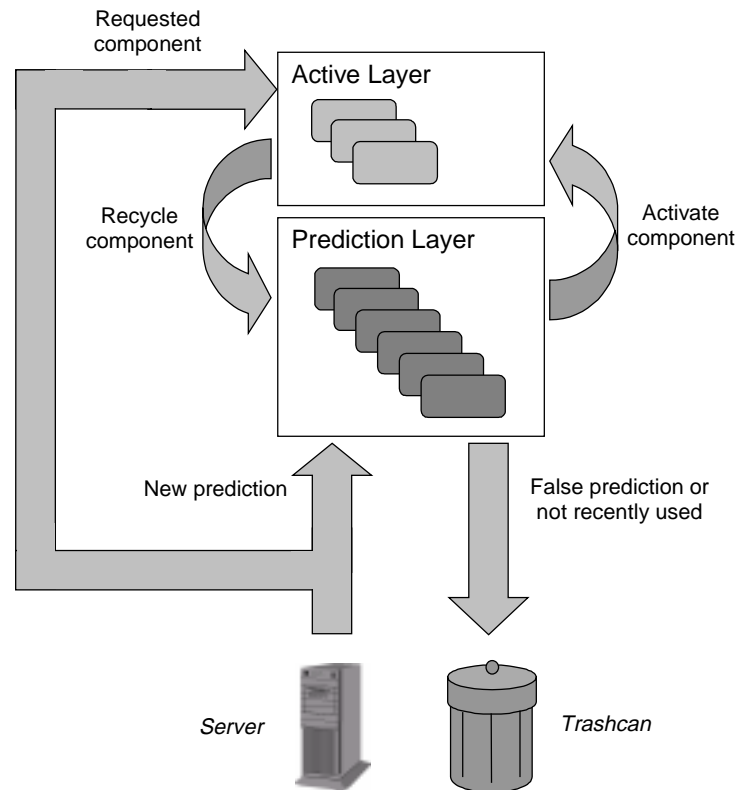 Requested
component
Active Layer
Recycle
component
Activate
component
Prediction Layer
New prediction
False prediction or
not recently used
Server
Trashcan